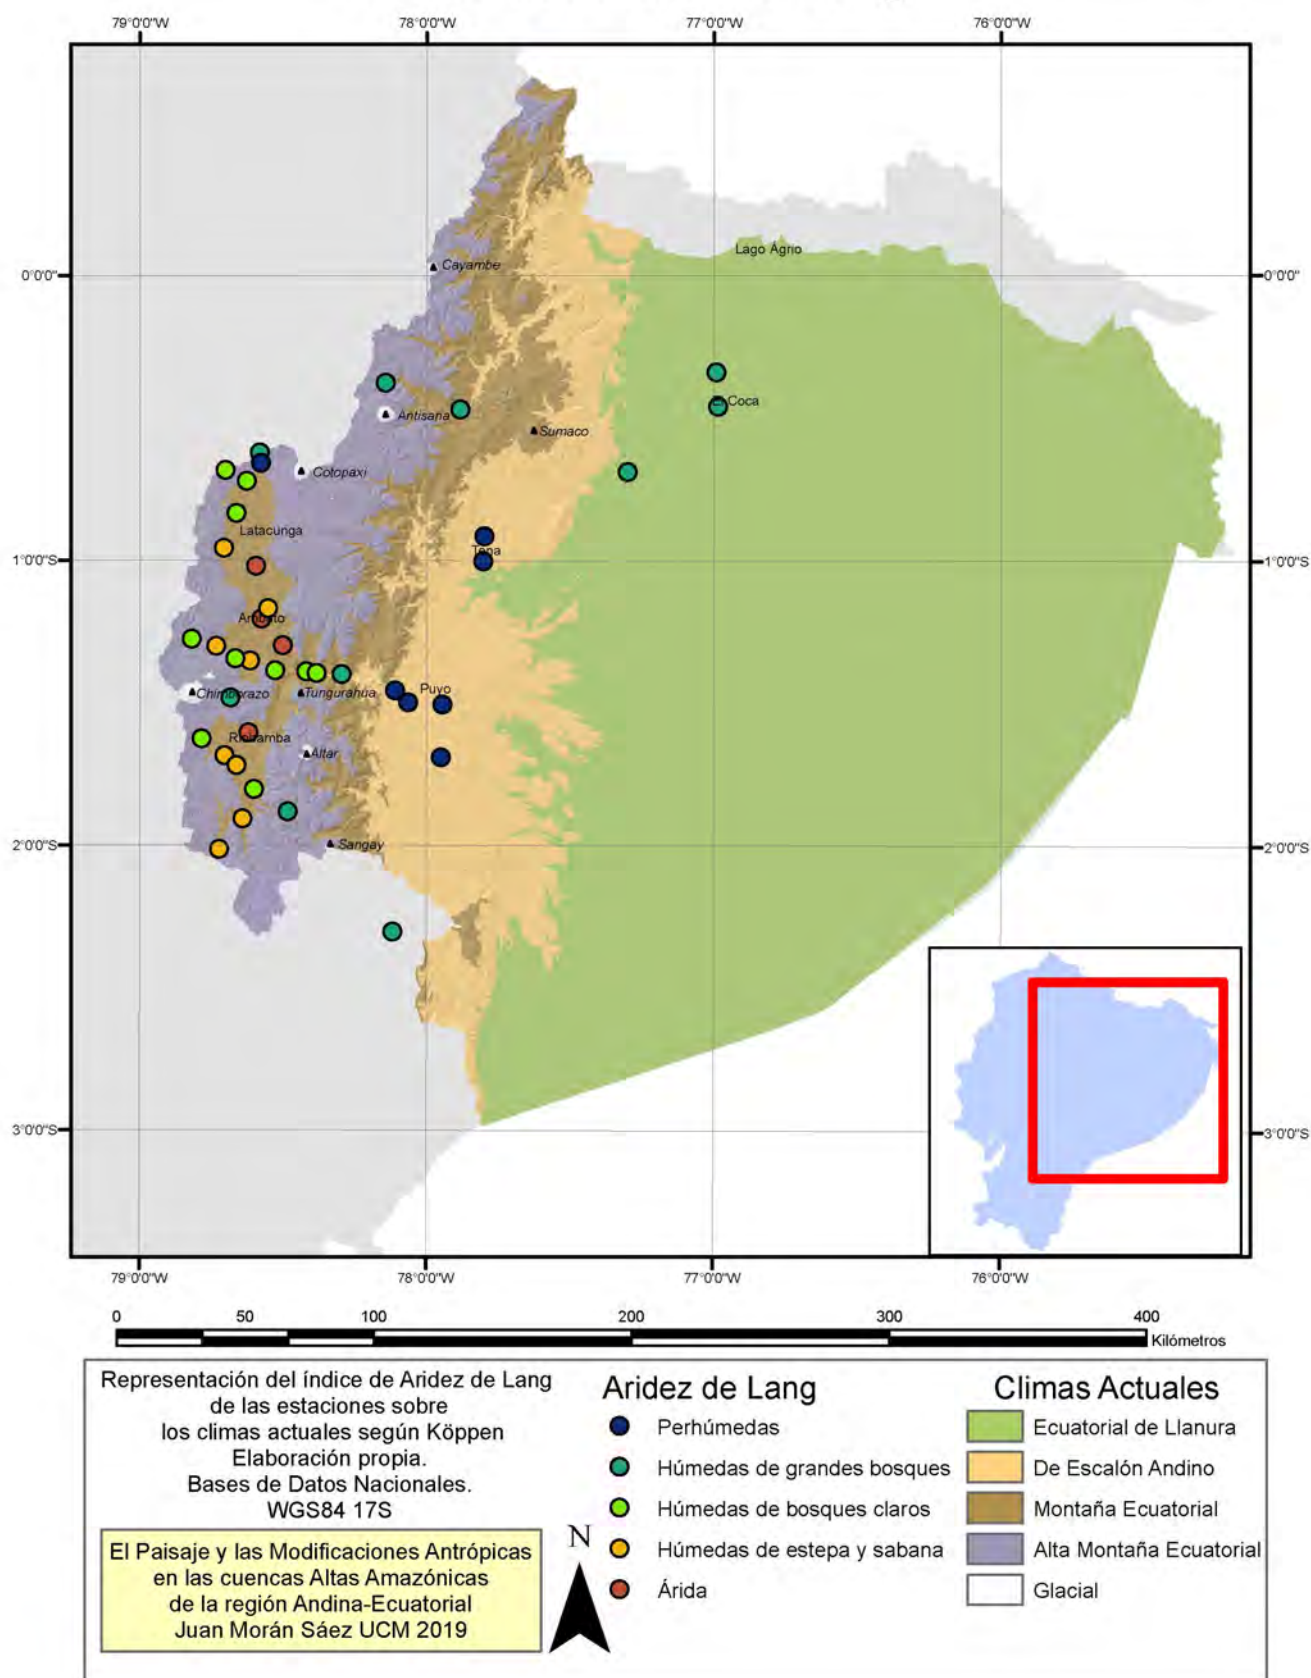 79°0'0"W 78°0'0"W 77°0'0"W 76°0'0"W
Lago Agrio
Cayambe
0°0'0" 0°0'0"
El Coca
Antisana
Sumaco
Cotopaxi
Latacunga
Tena
1°0'0"S 1°0'0"S
Ambato
Puyo
Chimborazo
Tungurahua
Riobamba
Altar
Sangay
2°0'0"S 2°0'0"S
3°0'0"S 3°0'0"S
79°0'0"W 78°0'0"W 77°0'0"W 76°0'0"W
0 50 100 200 300 400
Kilómetros
Representación del índice de Aridez de Lang
de las estaciones sobre
los climas actuales según Köppen
Elaboración propia.
Bases de Datos Nacionales.
WGS84 17S
El Paisaje y las Modificaciones Antrópicas
en las cuencas Altas Amazónicas
de la región Andina-Ecuatorial
Juan Morán Sáez UCM 2019
N
Aridez de Lang
Perhúmedas
Húmedas de grandes bosques
Húmedas de bosques claros
Húmedas de estepa y sabana
Árida
Climas Actuales
Ecuatorial de Llanura
De Escalón Andino
Montaña Ecuatorial
Alta Montaña Ecuatorial
Glacial